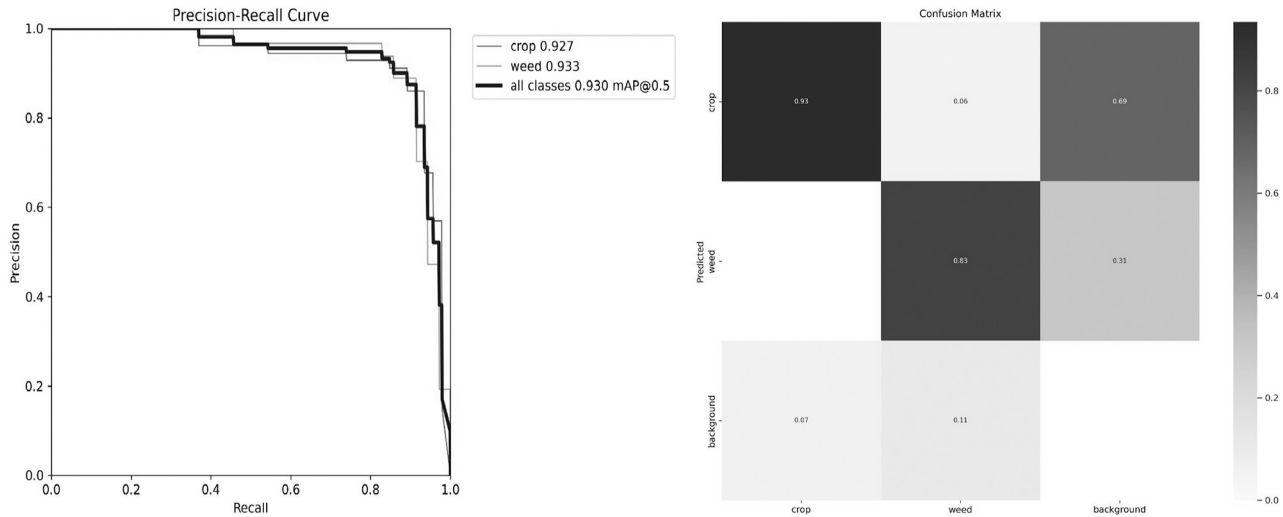 Precision-Recall Curve
1.0
0.8
0.6
0.4
0.2
0.0
Precision
0.0 0.2 0.4 0.6 0.8 1.0
Recall
crop 0.927
weed 0.933
all classes 0.930 mAP@0.5
Confusion Matrix
crop
0.93 0.06 0.69
Predicted
weed
0.83 0.31
background
0.07 0.11
crop weed background
0.8
0.6
0.4
0.2
0.0